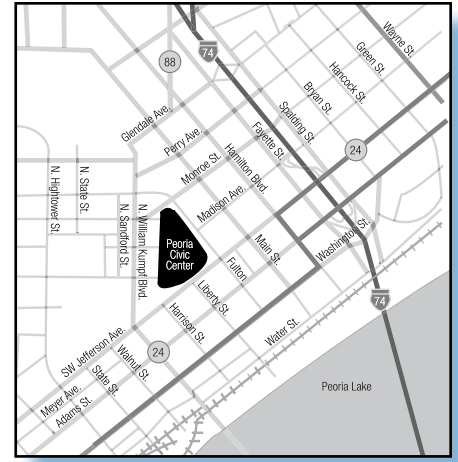 Wayne St.
74
Green St.
88
Hancock St.
Bryan St.
Spalding St.
Glendale Ave.
Perry Ave.
Fayette St.
24
Monroe St.
Hamilton Blvd.
N. Hightower St.
N. State St.
N. Sandford St.
N. William Kumpf Blvd.
Madison Ave.
Peoria
Civic
Center
Main St.
Washington St.
Fulton
Liberty St.
74
Harrison St.
Water St.
SW Jefferson Ave.
24
Walnut St.
State St.
Meyer Ave.
Adams St.
Peoria Lake